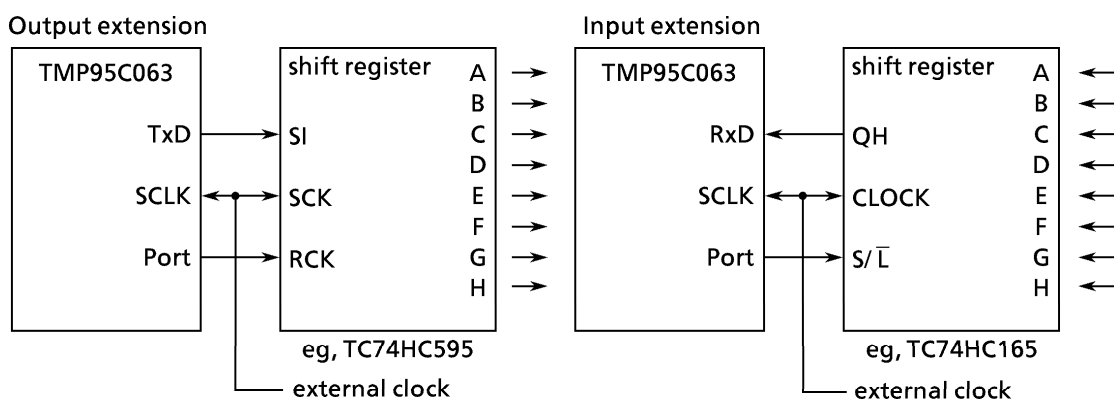 Output extension
TMP95C063
TxD
SCLK
Port
shift register
SI
SCK
RCK
A
B
C
D
E
F
G
H
eg, TC74HC595
external clock
Input extension
TMP95C063
RxD
SCLK
Port
shift register
QH
CLOCK
S/L̅
A
B
C
D
E
F
G
H
eg, TC74HC165
external clock